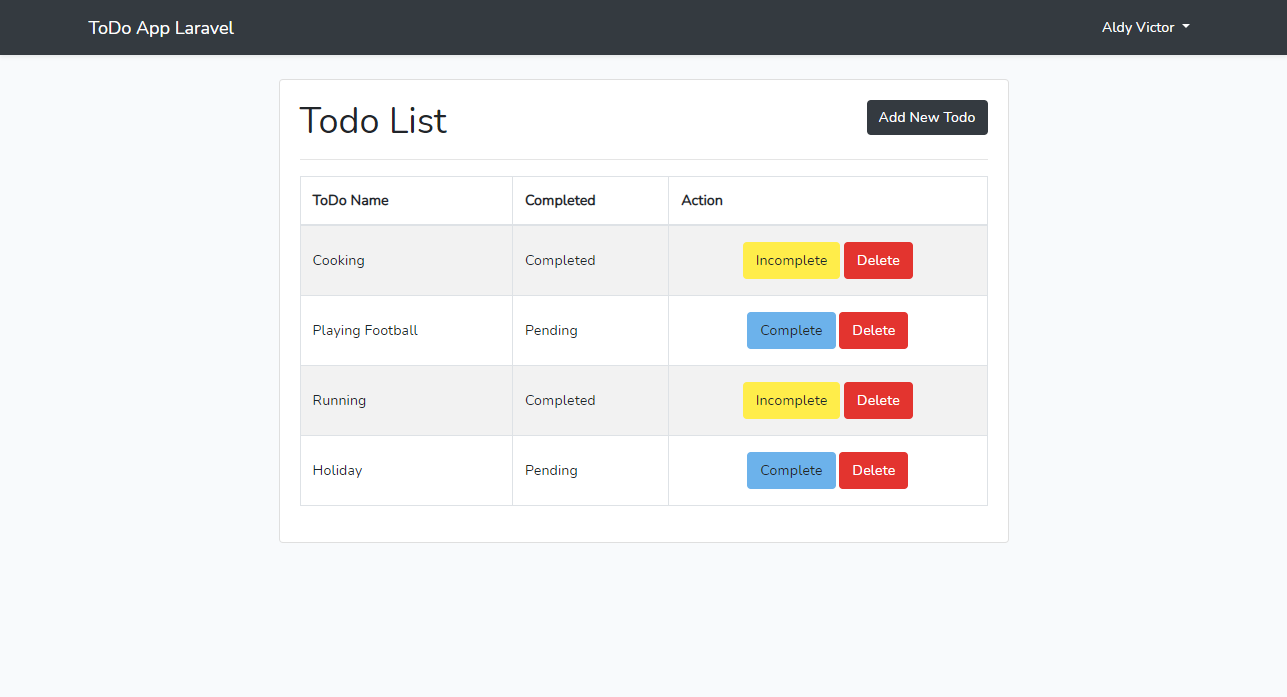 ToDo App Laravel
Aldy Victor
Todo List
Add New Todo
ToDo Name Completed Action
Cooking Completed Incomplete Delete
Playing Football Pending Complete Delete
Running Completed Incomplete Delete
Holiday Pending Complete Delete